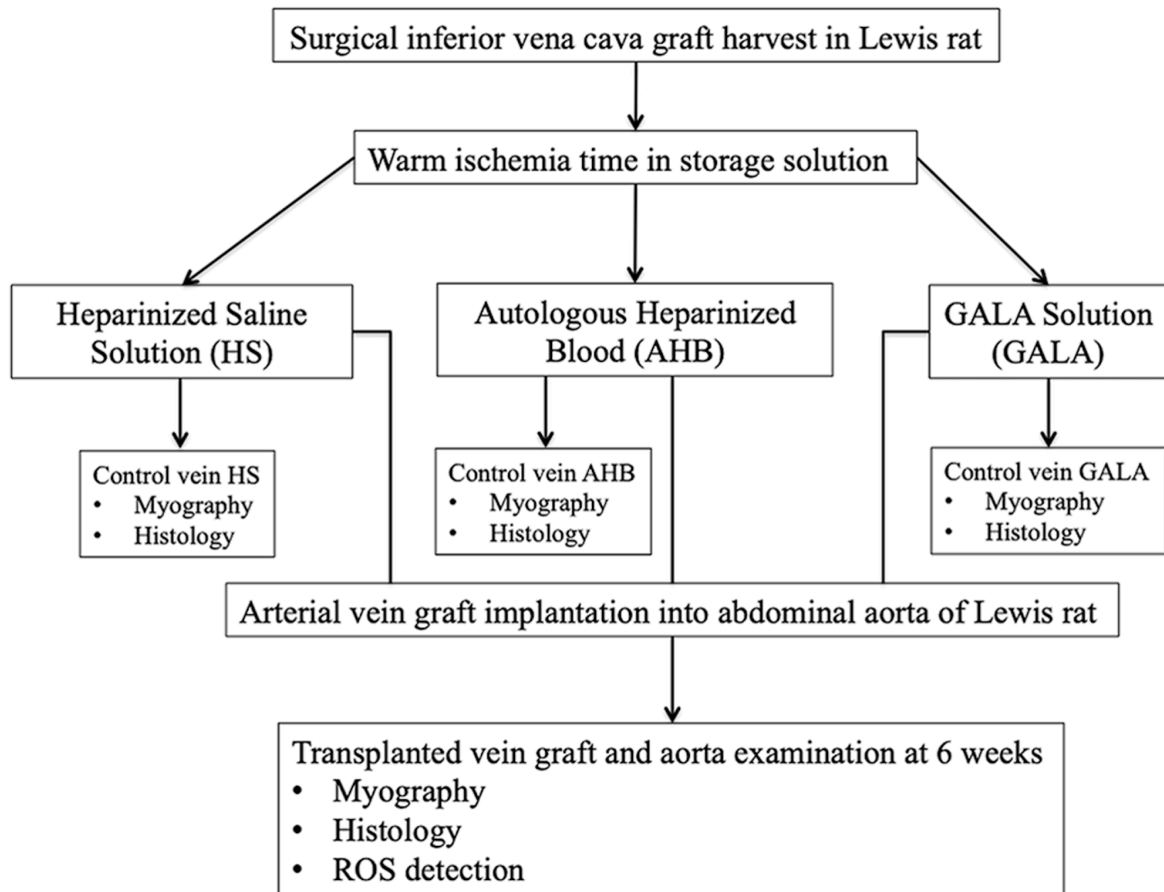 Surgical inferior vena cava graft harvest in Lewis rat
Warm ischemia time in storage solution
Heparinized Saline
Solution (HS)
Autologous Heparinized
Blood (AHB)
GALA Solution
(GALA)
Control vein HS
• Myography
• Histology
Control vein AHB
• Myography
• Histology
Control vein GALA
• Myography
• Histology
Arterial vein graft implantation into abdominal aorta of Lewis rat
Transplanted vein graft and aorta examination at 6 weeks
• Myography
• Histology
• ROS detection